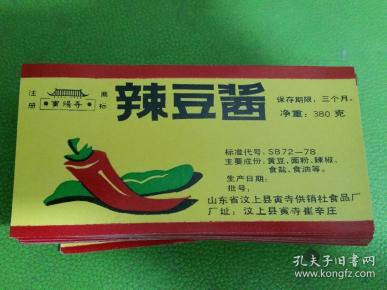 注册 商标
寅陽寺
辣豆酱
保存期限：三个月。
净重：380 克
标准代号：SB72—78
主要成份：黄豆、面粉、辣椒、
食盐、食油等。
生产日期：
批号：
山东省汶上县寅寺供销社食品厂
厂址：汶上县寅寺崔辛庄
孔夫子旧书网